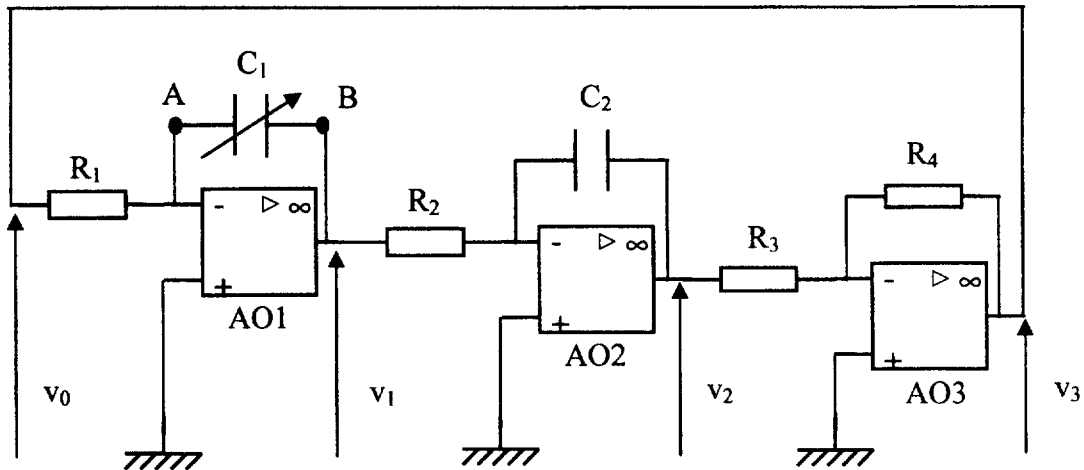 C₁
A
B
C₂
R₁
R₄
R₂
R₃
- ▷ ∞
+
AO1
- ▷ ∞
+
AO2
- ▷ ∞
+
AO3
v₀
v₁
v₂
v₃